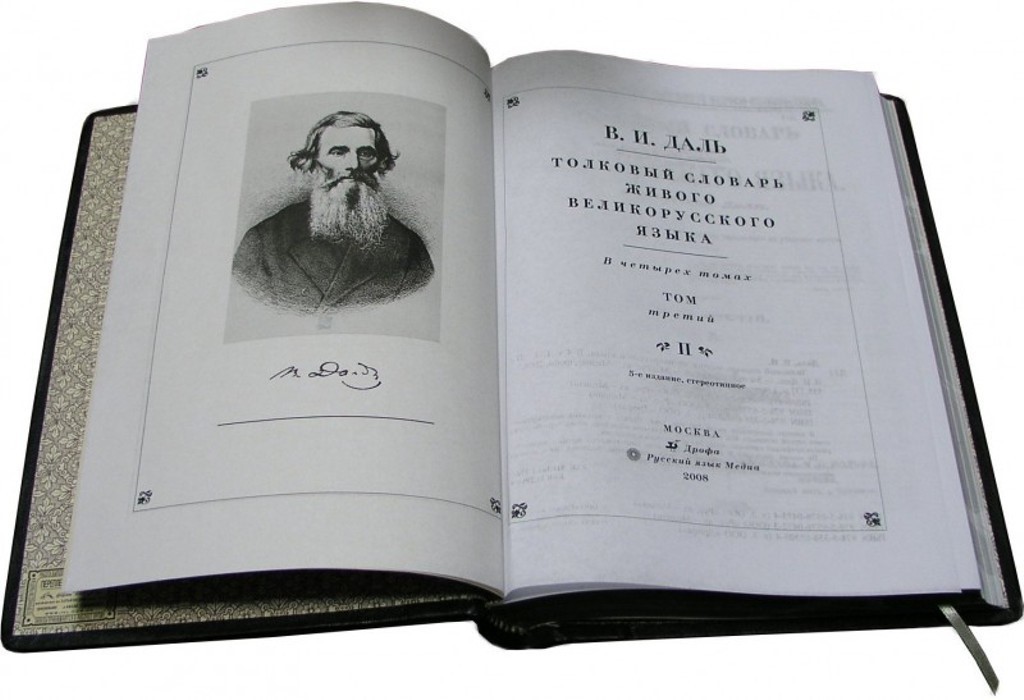 В. И. ДАЛЬ
ТОЛКОВЫЙ СЛОВАРЬ
ЖИВОГО
ВЕЛИКОРУССКОГО
ЯЗЫКА
В четырех томах
ТОМ
третий
П
5-е издание, стереотипное
МОСКВА
Дрофа
Русский язык Медиа
2008